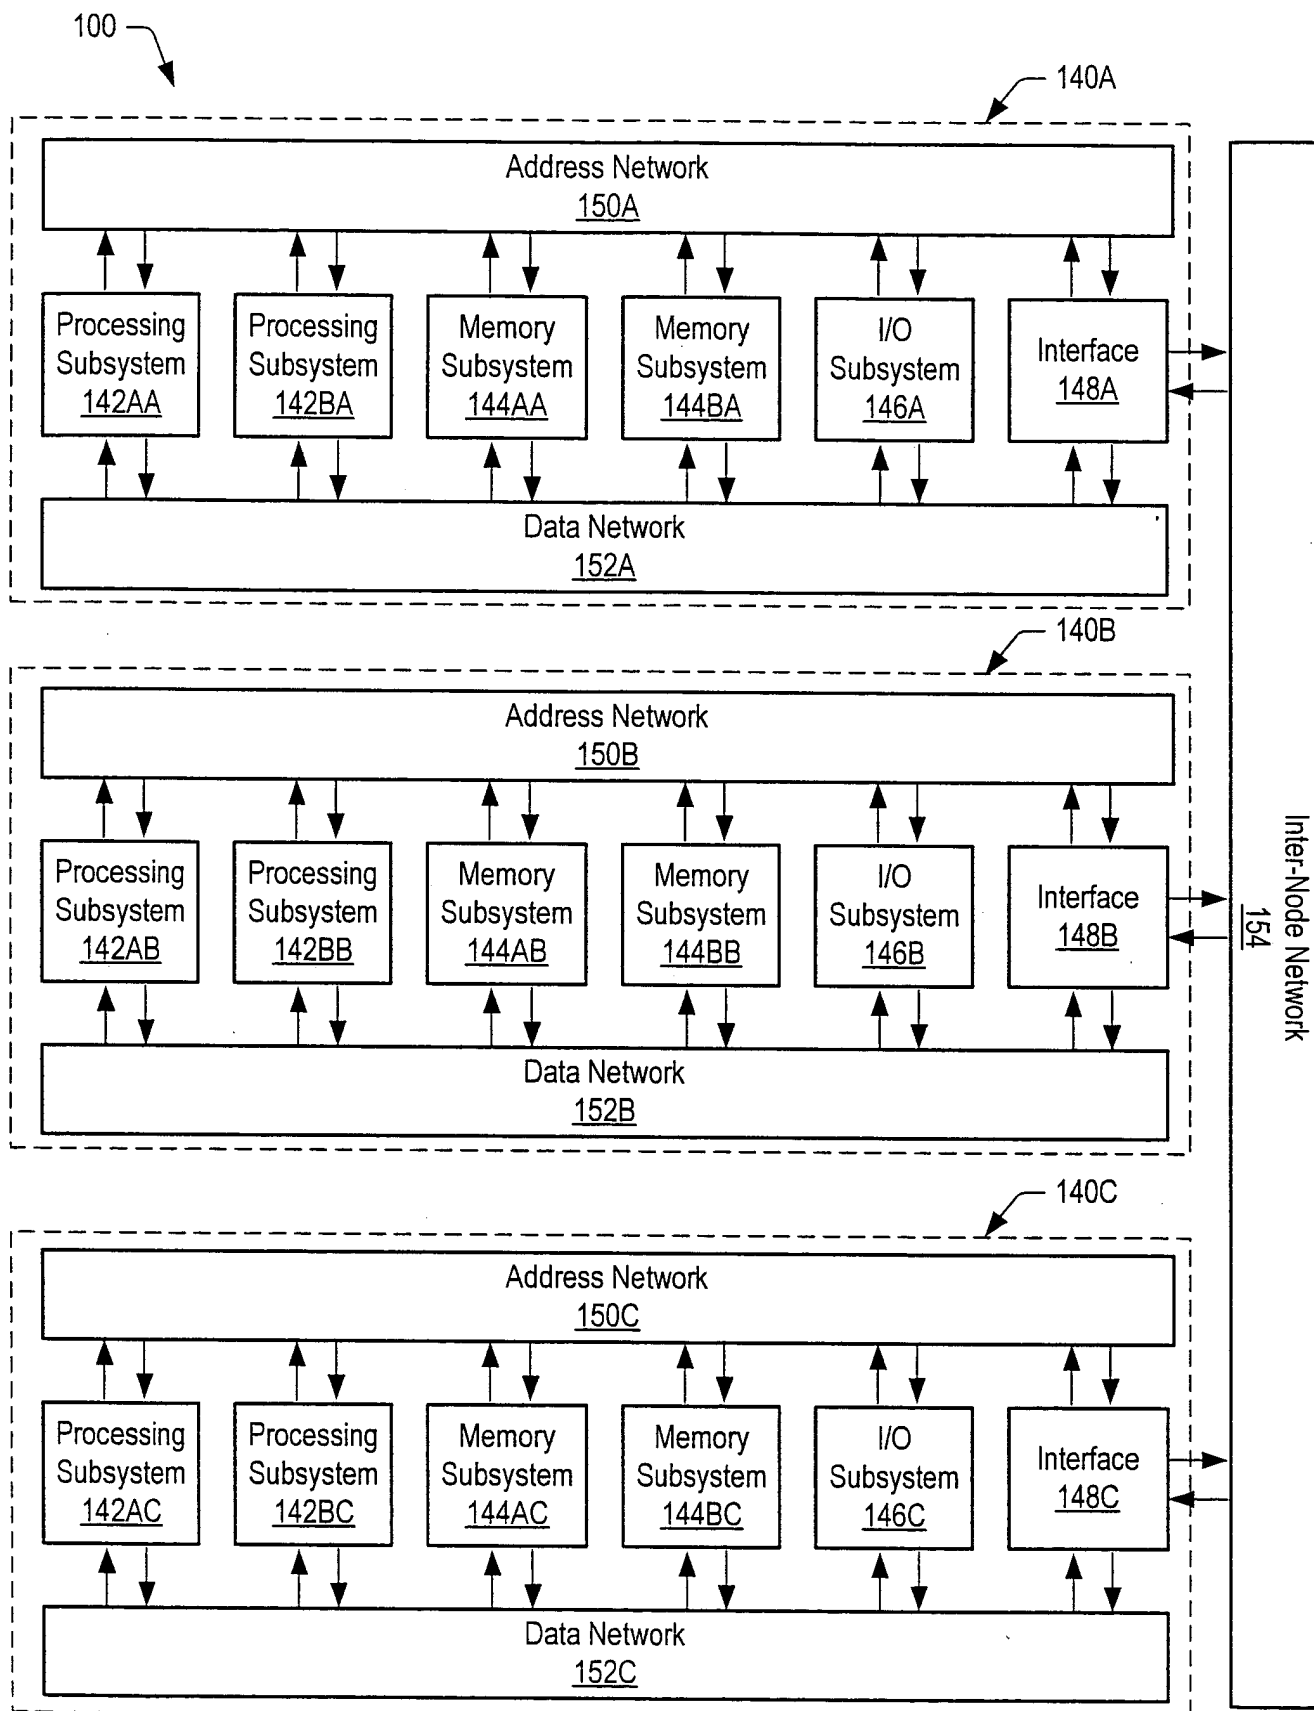 100
140A
Address Network
150A
Processing
Subsystem
142AA
Processing
Subsystem
142BA
Memory
Subsystem
144AA
Memory
Subsystem
144BA
I/O
Subsystem
146A
Interface
148A
Data Network
152A
140B
Address Network
150B
Processing
Subsystem
142AB
Processing
Subsystem
142BB
Memory
Subsystem
144AB
Memory
Subsystem
144BB
I/O
Subsystem
146B
Interface
148B
Data Network
152B
140C
Address Network
150C
Processing
Subsystem
142AC
Processing
Subsystem
142BC
Memory
Subsystem
144AC
Memory
Subsystem
144BC
I/O
Subsystem
146C
Interface
148C
Data Network
152C
Inter-Node Network
154